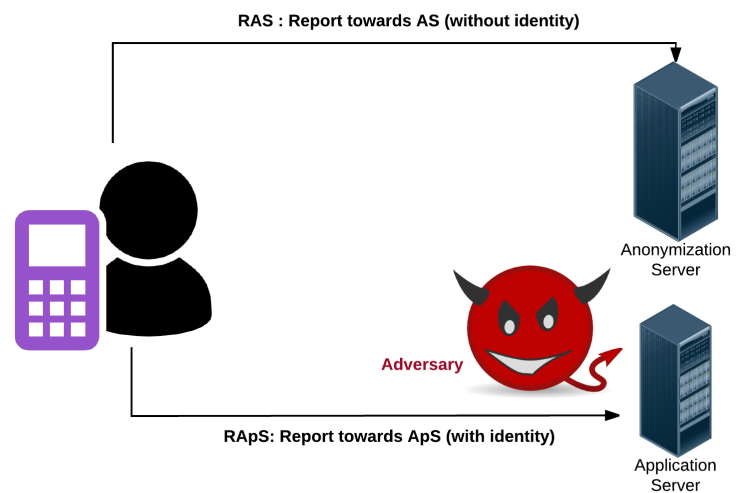 RAS : Report towards AS (without identity)
Anonymization
Server
Adversary
RApS: Report towards ApS (with identity)
Application
Server